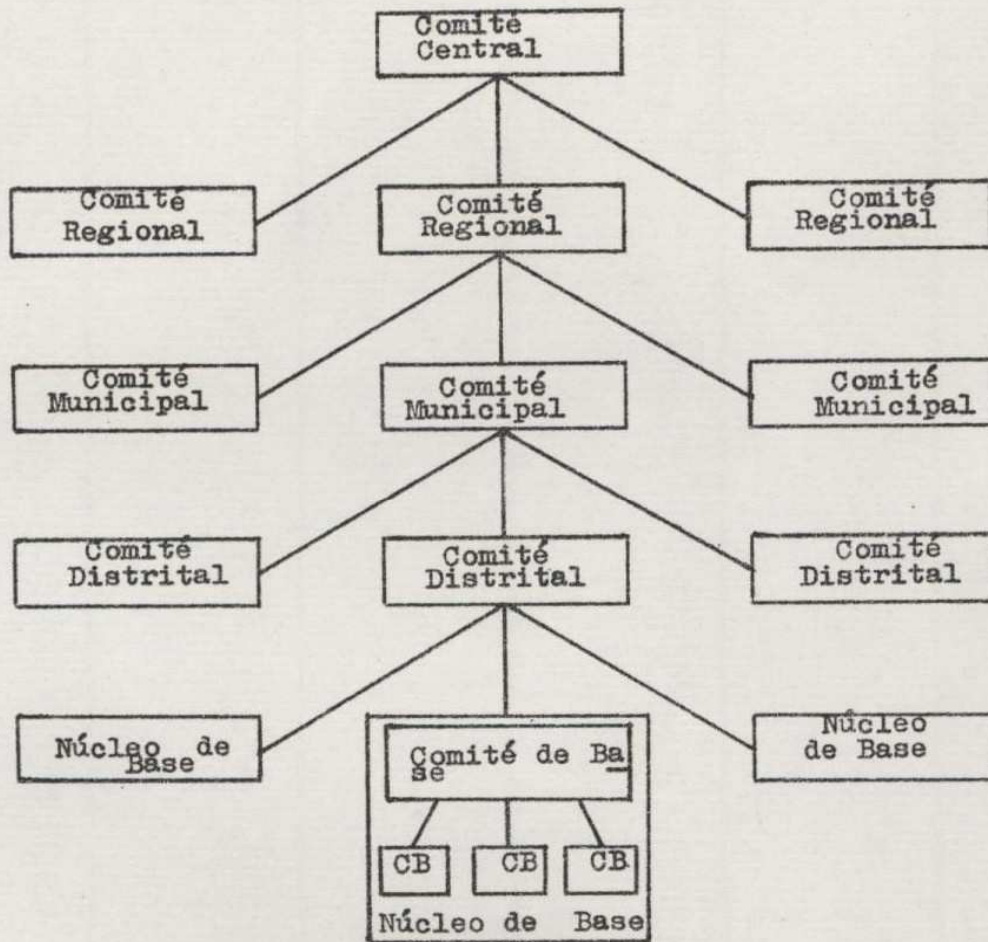 Comité
Central
Comité
Regional
Comité
Regional
Comité
Regional
Comité
Municipal
Comité
Municipal
Comité
Municipal
Comité
Distrital
Comité
Distrital
Comité
Distrital
Núcleo de
Base
Comité de Ba
se
CB
CB
CB
Núcleo de Base
Núcleo
de Base